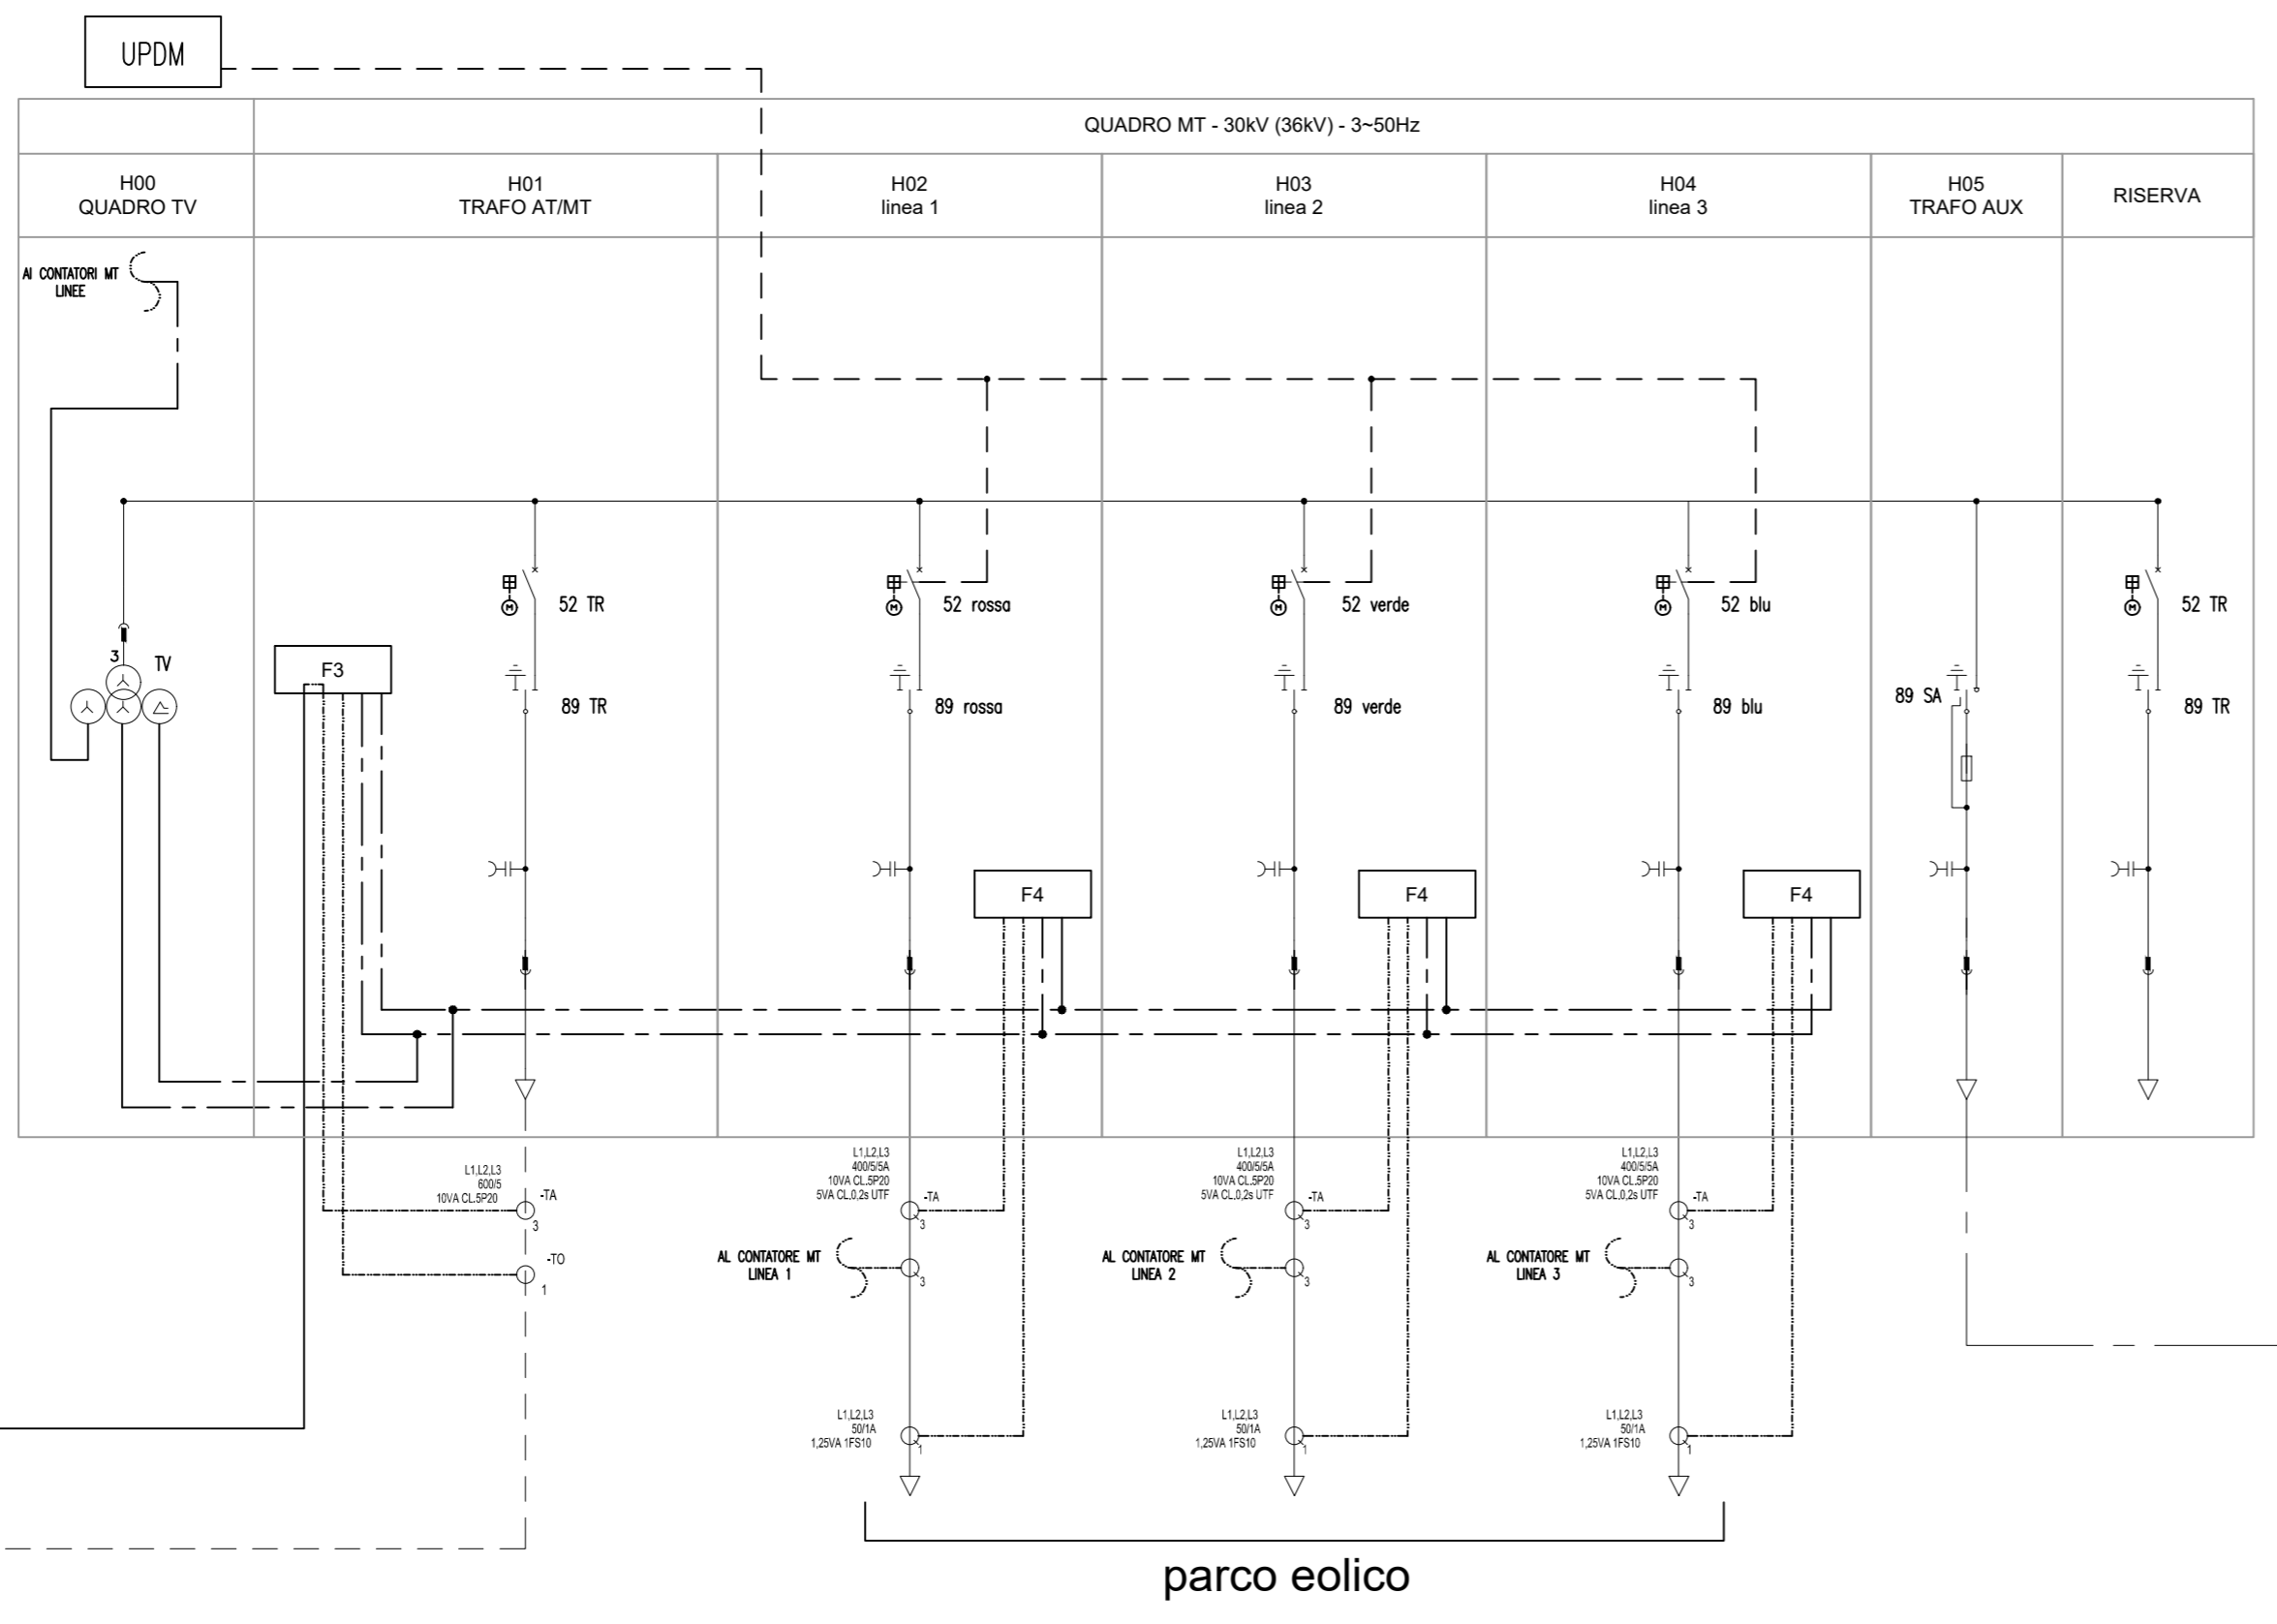 UPDM
QUADRO MT - 30kV (36kV) - 3~50Hz
H00
QUADRO TV
H01
TRAFO AT/MT
H02
linea 1
H03
linea 2
H04
linea 3
H05
TRAFO AUX
RISERVA
AI CONTATORI MT
LINEE
M
52 TR
M
52 rossa
M
52 verde
M
52 blu
M
52 TR
3
TV
F3
89 TR
89 rossa
89 verde
89 blu
89 SA
89 TR
F4
F4
F4
L1,L2,L3
600/5
10VA CL.5P20
-TA
3
-TO
1
L1,L2,L3
400/5/5A
10VA CL.5P20
5VA CL.0,2s UTF
-TA
3
AL CONTATORE MT
LINEA 1
3
L1,L2,L3
50/1A
1,25VA 1FS10
1
L1,L2,L3
400/5/5A
10VA CL.5P20
5VA CL.0,2s UTF
-TA
3
AL CONTATORE MT
LINEA 2
3
L1,L2,L3
50/1A
1,25VA 1FS10
1
L1,L2,L3
400/5/5A
10VA CL.5P20
5VA CL.0,2s UTF
-TA
3
AL CONTATORE MT
LINEA 3
3
L1,L2,L3
50/1A
1,25VA 1FS10
1
parco eolico